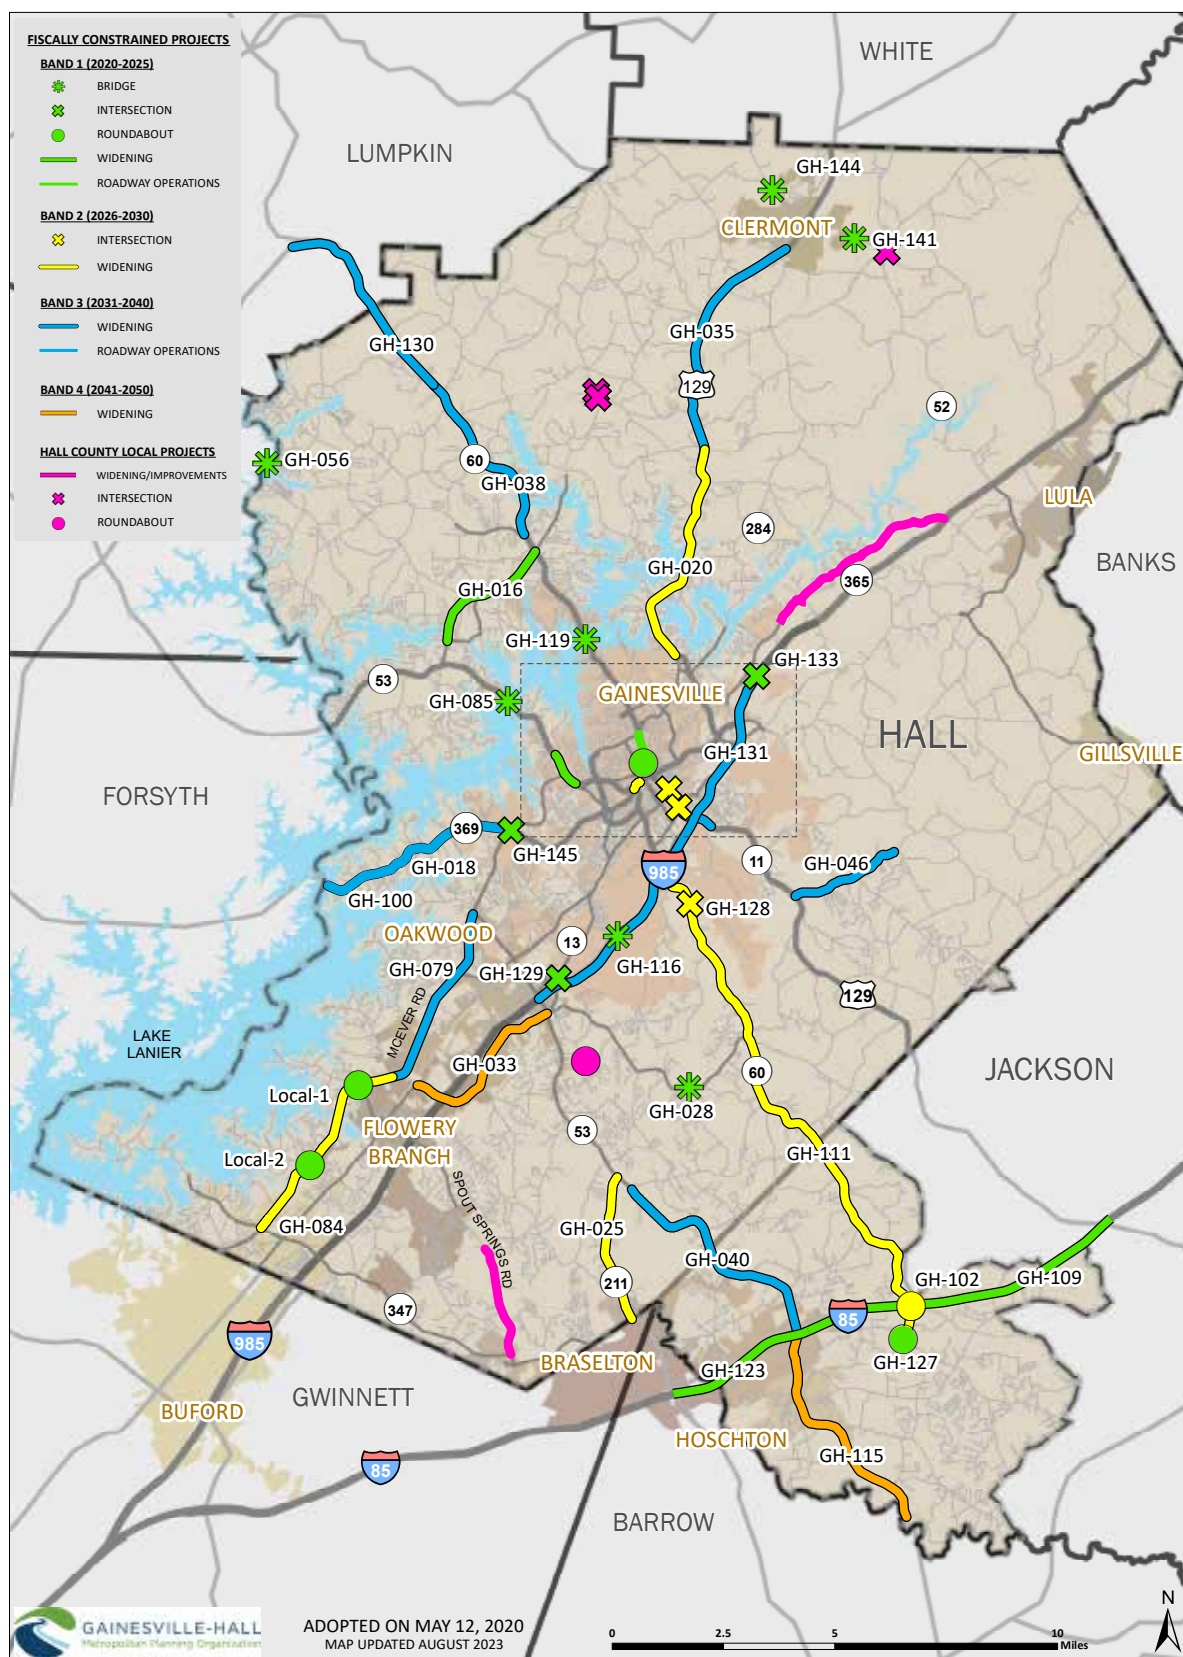 FISCALLY CONSTRAINED PROJECTS
BAND 1 (2020-2025)
BRIDGE
INTERSECTION
ROUNDABOUT
WIDENING
ROADWAY OPERATIONS
BAND 2 (2026-2030)
INTERSECTION
WIDENING
BAND 3 (2031-2040)
WIDENING
ROADWAY OPERATIONS
BAND 4 (2041-2050)
WIDENING
HALL COUNTY LOCAL PROJECTS
WIDENING/IMPROVEMENTS
INTERSECTION
ROUNDABOUT
WHITE
LUMPKIN
GH-144
CLERMONT
GH-141
GH-035
GH-130
129
52
60
GH-056
GH-038
LULA
284
BANKS
GH-020
365
GH-016
GH-119
GH-133
53
GAINESVILLE
GH-085
HALL
GH-131
GILLSVILLE
FORSYTH
369
GH-145
11
GH-018
985
GH-046
GH-100
GH-128
OAKWOOD
13
GH-079
GH-129
GH-116
129
MCEVER RD
LAKE
LANIER
GH-033
JACKSON
60
Local-1
GH-028
FLOWERY
BRANCH
53
GH-111
Local-2
SPOUT SPRINGS RD
GH-084
GH-025
GH-040
GH-102
GH-109
211
347
85
985
BRASELTON
GH-127
GH-123
GWINNETT
BUFORD
HOSCHTON
GH-115
85
BARROW
GAINESVILLE-HALL
Metropolitan Planning Organization
ADOPTED ON MAY 12, 2020
MAP UPDATED AUGUST 2023
N
0 2.5 5 10
Miles